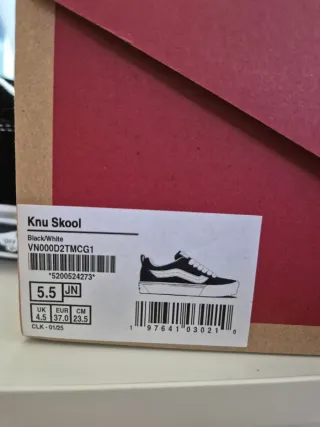 Knu Skool
Black/White
VN000D2TMCG1
*5200524273*
5.5 JN
UK EUR CM
4.5 37.0 23.5
CLK - 01/25
1 97641 03021 0